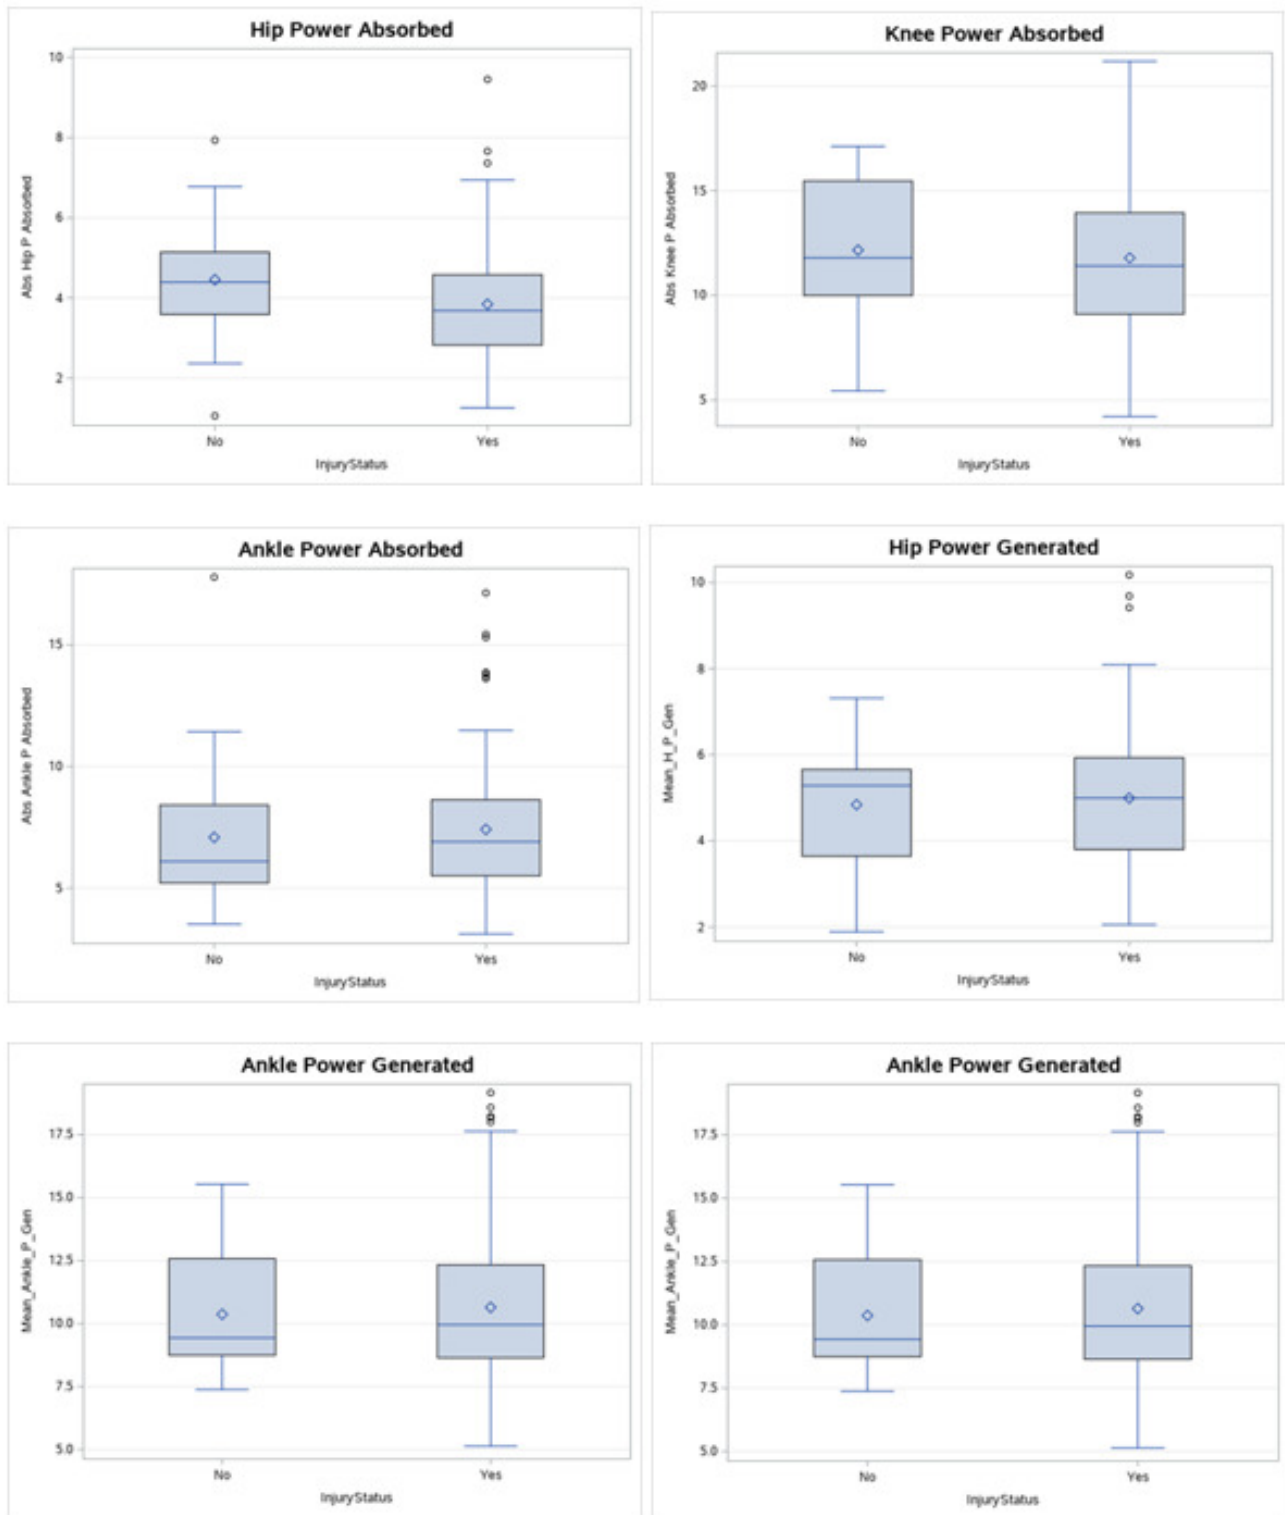 Hip Power Absorbed
Abs Hip P Absorbed
10
8
6
4
2
No Yes
InjuryStatus
Knee Power Absorbed
Abs Knee P Absorbed
20
15
10
5
No Yes
InjuryStatus
Ankle Power Absorbed
Abs Ankle P Absorbed
15
10
5
No Yes
InjuryStatus
Hip Power Generated
Mean_H_P_Gen
10
8
6
4
2
No Yes
InjuryStatus
Ankle Power Generated
Mean_Ankle_P_Gen
17.5
15.0
12.5
10.0
7.5
5.0
No Yes
InjuryStatus
Ankle Power Generated
Mean_Ankle_P_Gen
17.5
15.0
12.5
10.0
7.5
5.0
No Yes
InjuryStatus